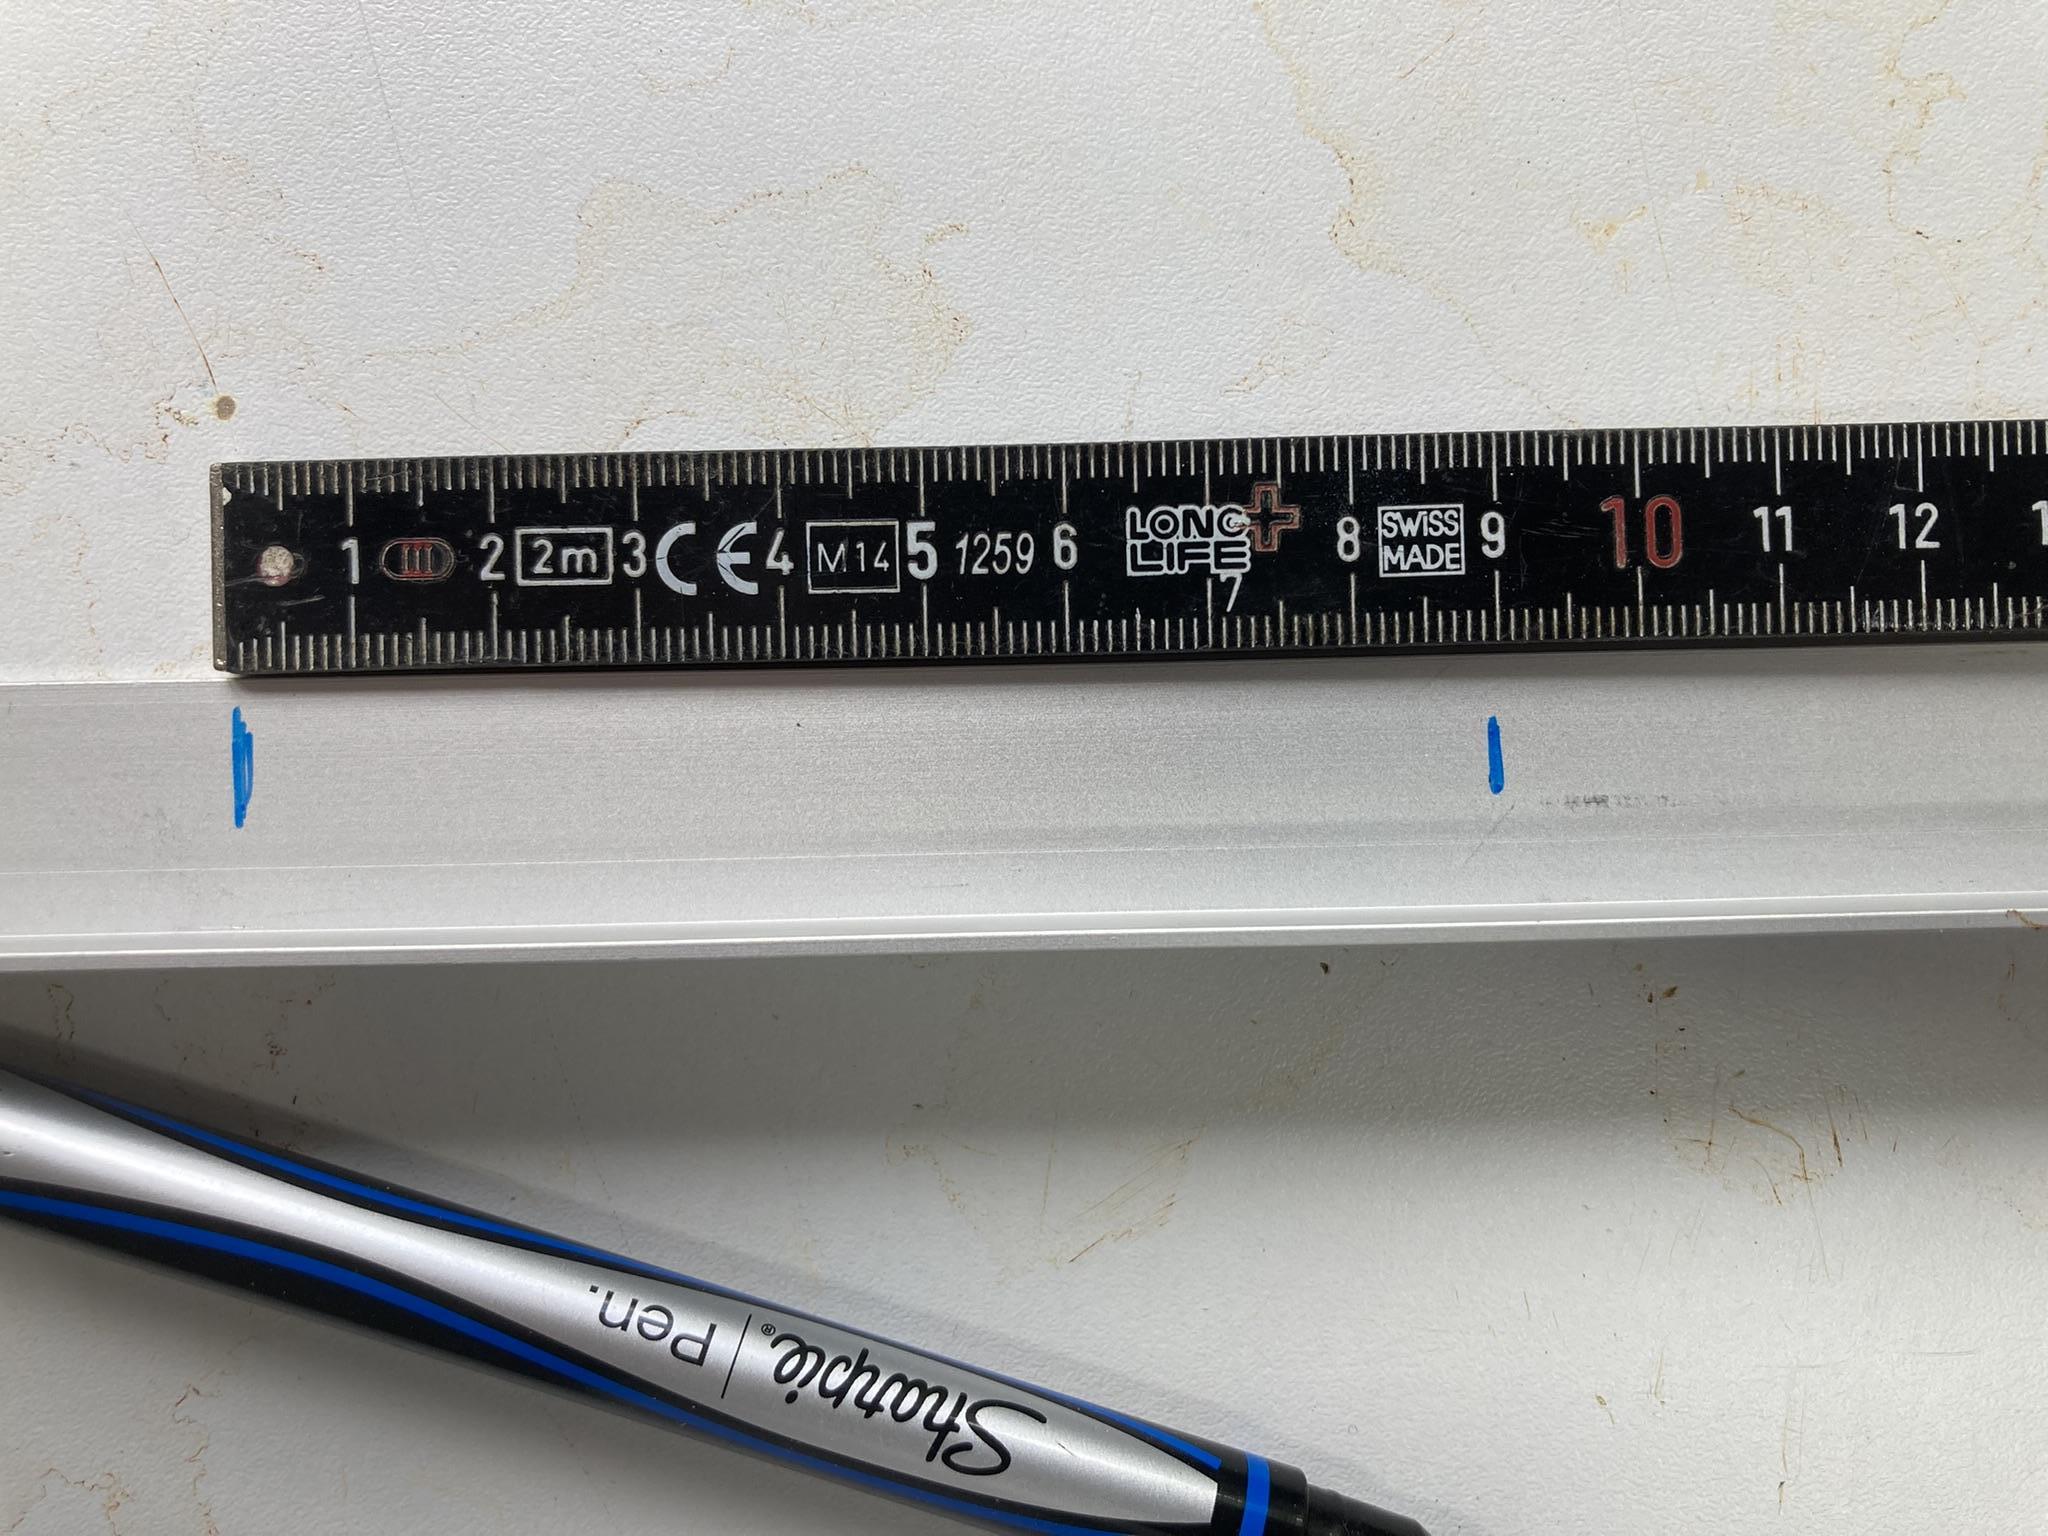 1 III 2 2m 3 CE 4 M14 5 1259 6 LONG LIFE 7 8 SWISS MADE 9 10 11 12
Sharpie® | Pen.